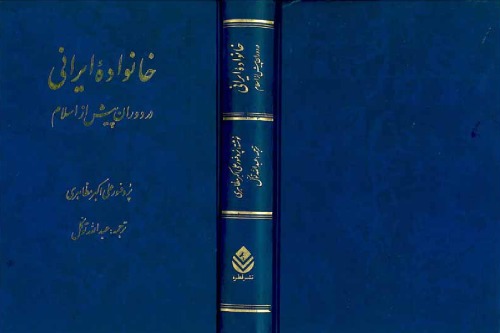 خانوادهٔ ایرانی
در دوران پیش از اسلام
پروفسور علی اکبر مظاهری
ترجمه: عبدالله توکل
خانوادهٔ ایرانی
در دوران پیش از اسلام
نوشته پروفسور علی اکبر مظاهری
ترجمه: عبدالله توکل
نشر قطره